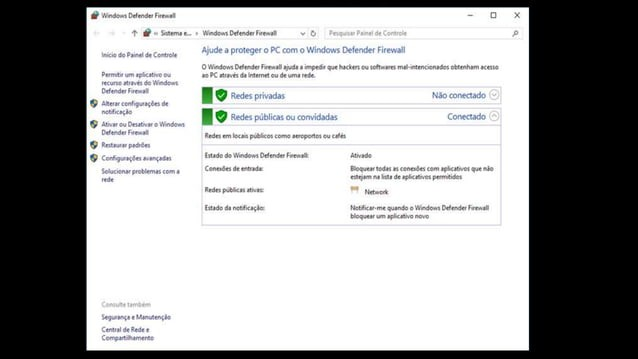 Windows Defender Firewall
« Sistema e... > Windows Defender Firewall
Pesquisar Painel de Controle
Início do Painel de Controle
Permitir um aplicativo ou
recurso através do Windows
Defender Firewall
Alterar configurações de
notificação
Ativar ou Desativar o Windows
Defender Firewall
Restaurar padrões
Configurações avançadas
Solucionar problemas com a
rede
Ajude a proteger o PC com o Windows Defender Firewall
O Windows Defender Firewall ajuda a impedir que hackers ou softwares mal-intencionados obtenham acesso
ao PC através da Internet ou de uma rede.
Redes privadas Não conectado
Redes públicas ou convidadas Conectado
Redes em locais públicos como aeroportos ou cafés
Estado do Windows Defender Firewall: Ativado
Conexões de entrada: Bloquear todas as conexões com aplicativos que não
estejam na lista de aplicativos permitidos
Redes públicas ativas: Network
Estado da notificação: Notificar-me quando o Windows Defender Firewall
bloquear um aplicativo novo
Consulte também
Segurança e Manutenção
Central de Rede e
Compartilhamento